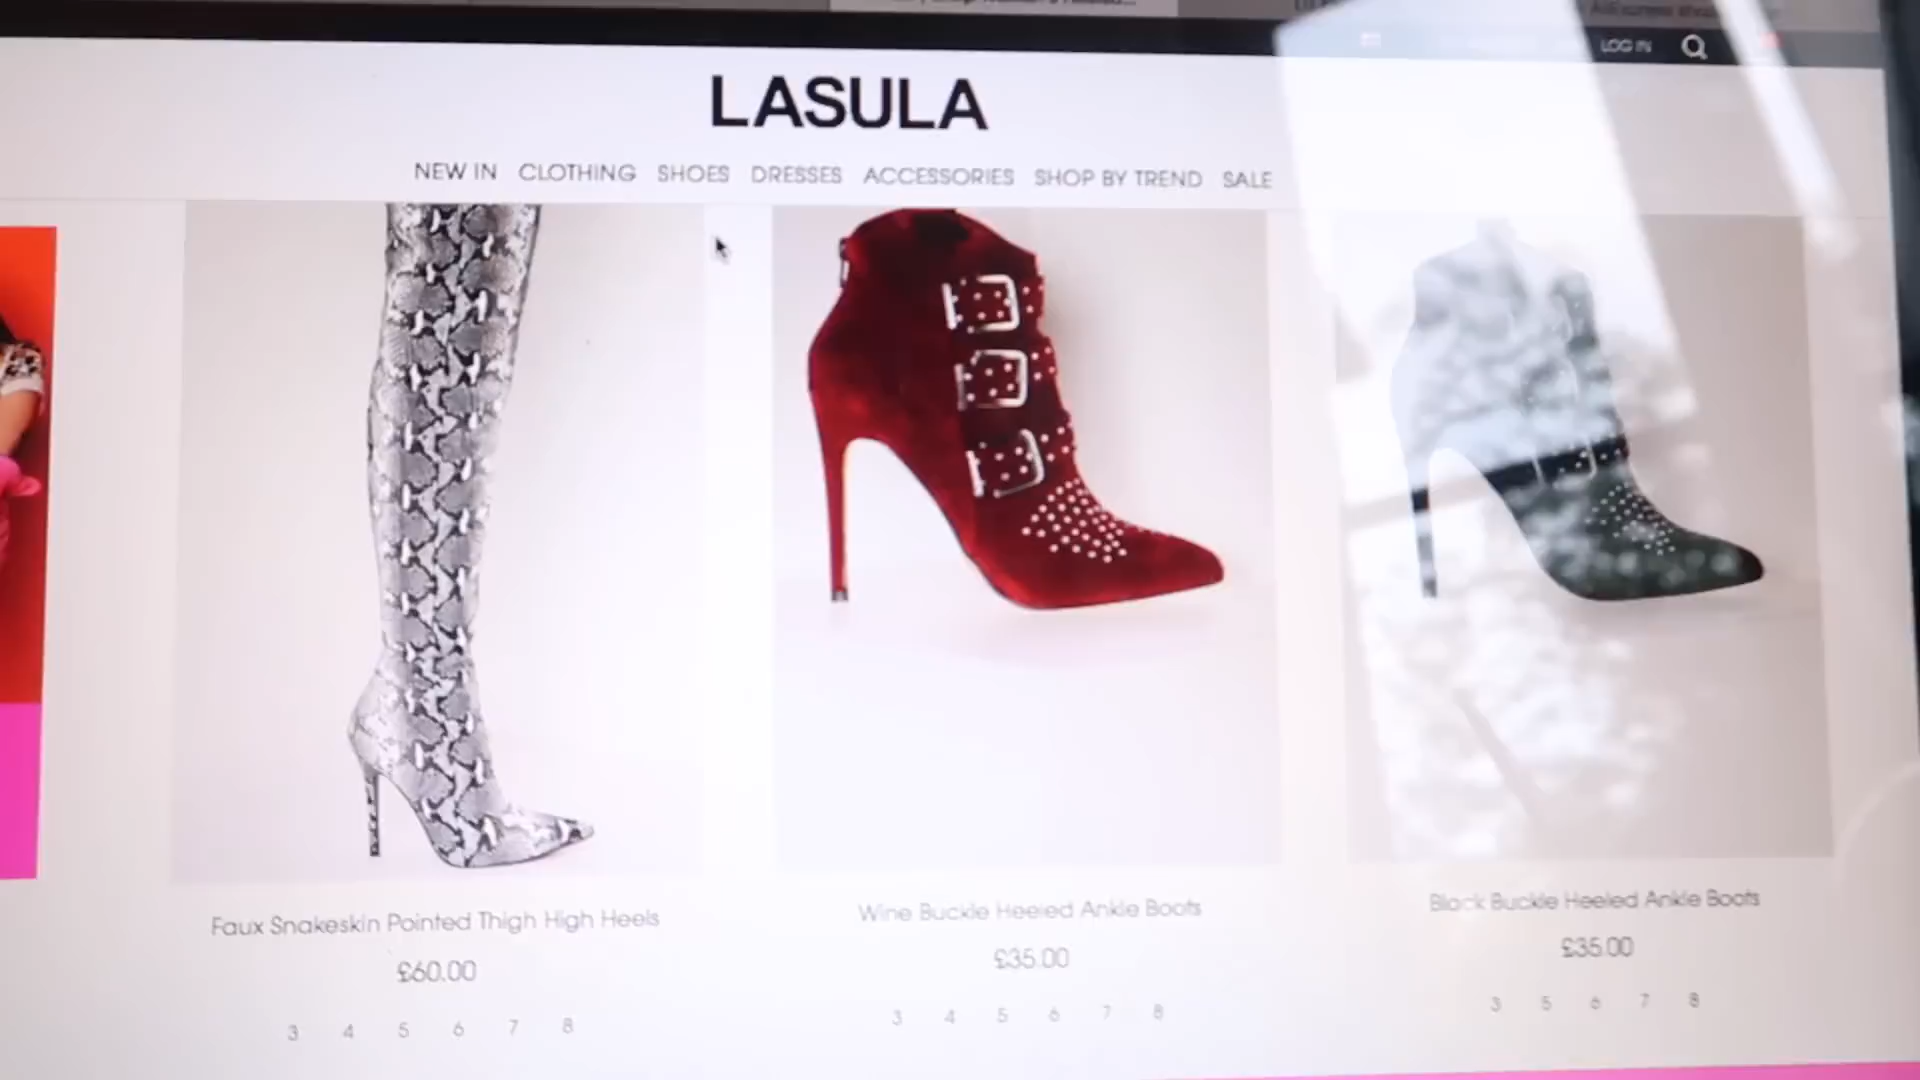 LOG IN
LASULA
NEW IN CLOTHING SHOES DRESSES ACCESSORIES SHOP BY TREND SALE
Faux Snakeskin Pointed Thigh High Heels
£60.00
3 4 5 6 7 8
Wine Buckle Heeled Ankle Boots
£35.00
3 4 5 6 7 8
Black Buckle Heeled Ankle Boots
£35.00
3 5 6 7 8